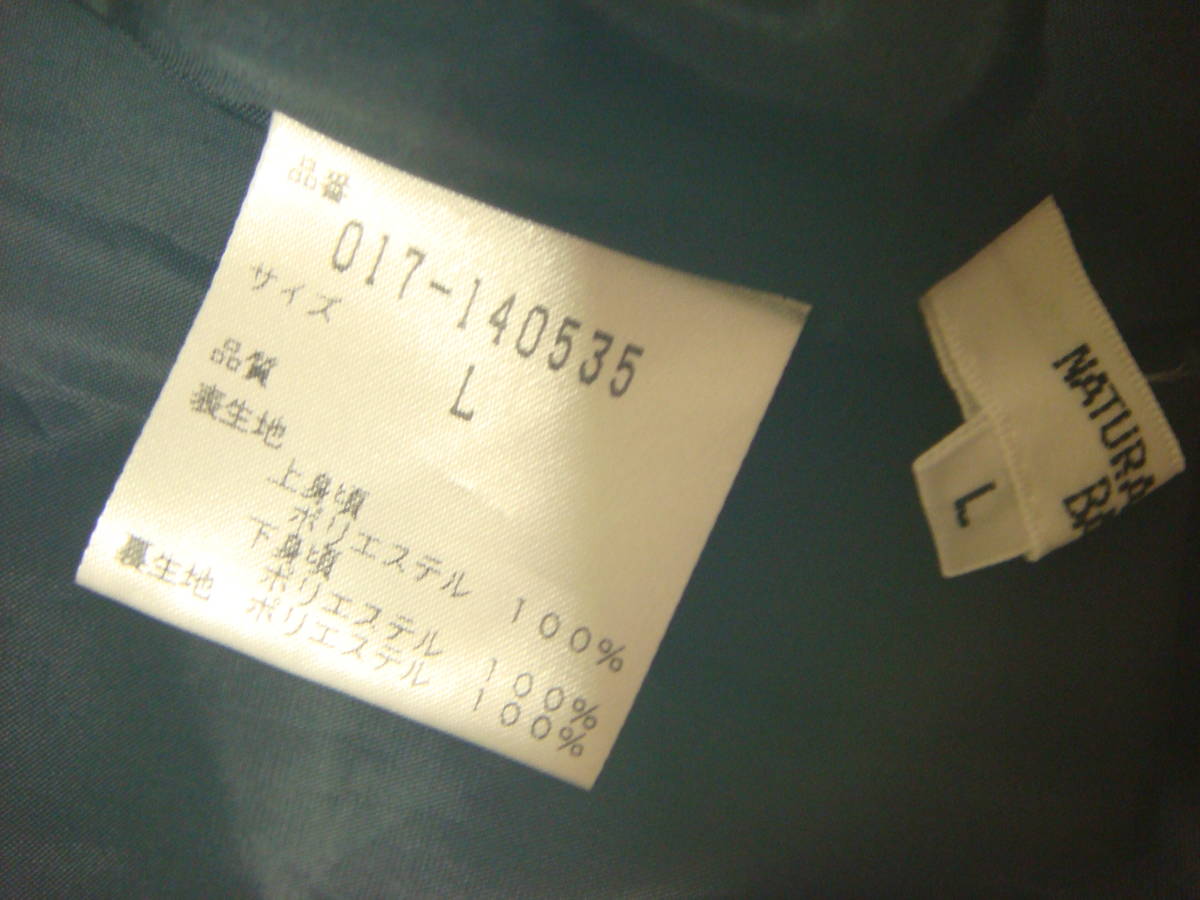 品番
017-140535
サイズ
L
品質
表生地
上身頃
ポリエステル 100%
下身頃
ポリエステル 100%
裏生地 ポリエステル 100%
NATURA
L